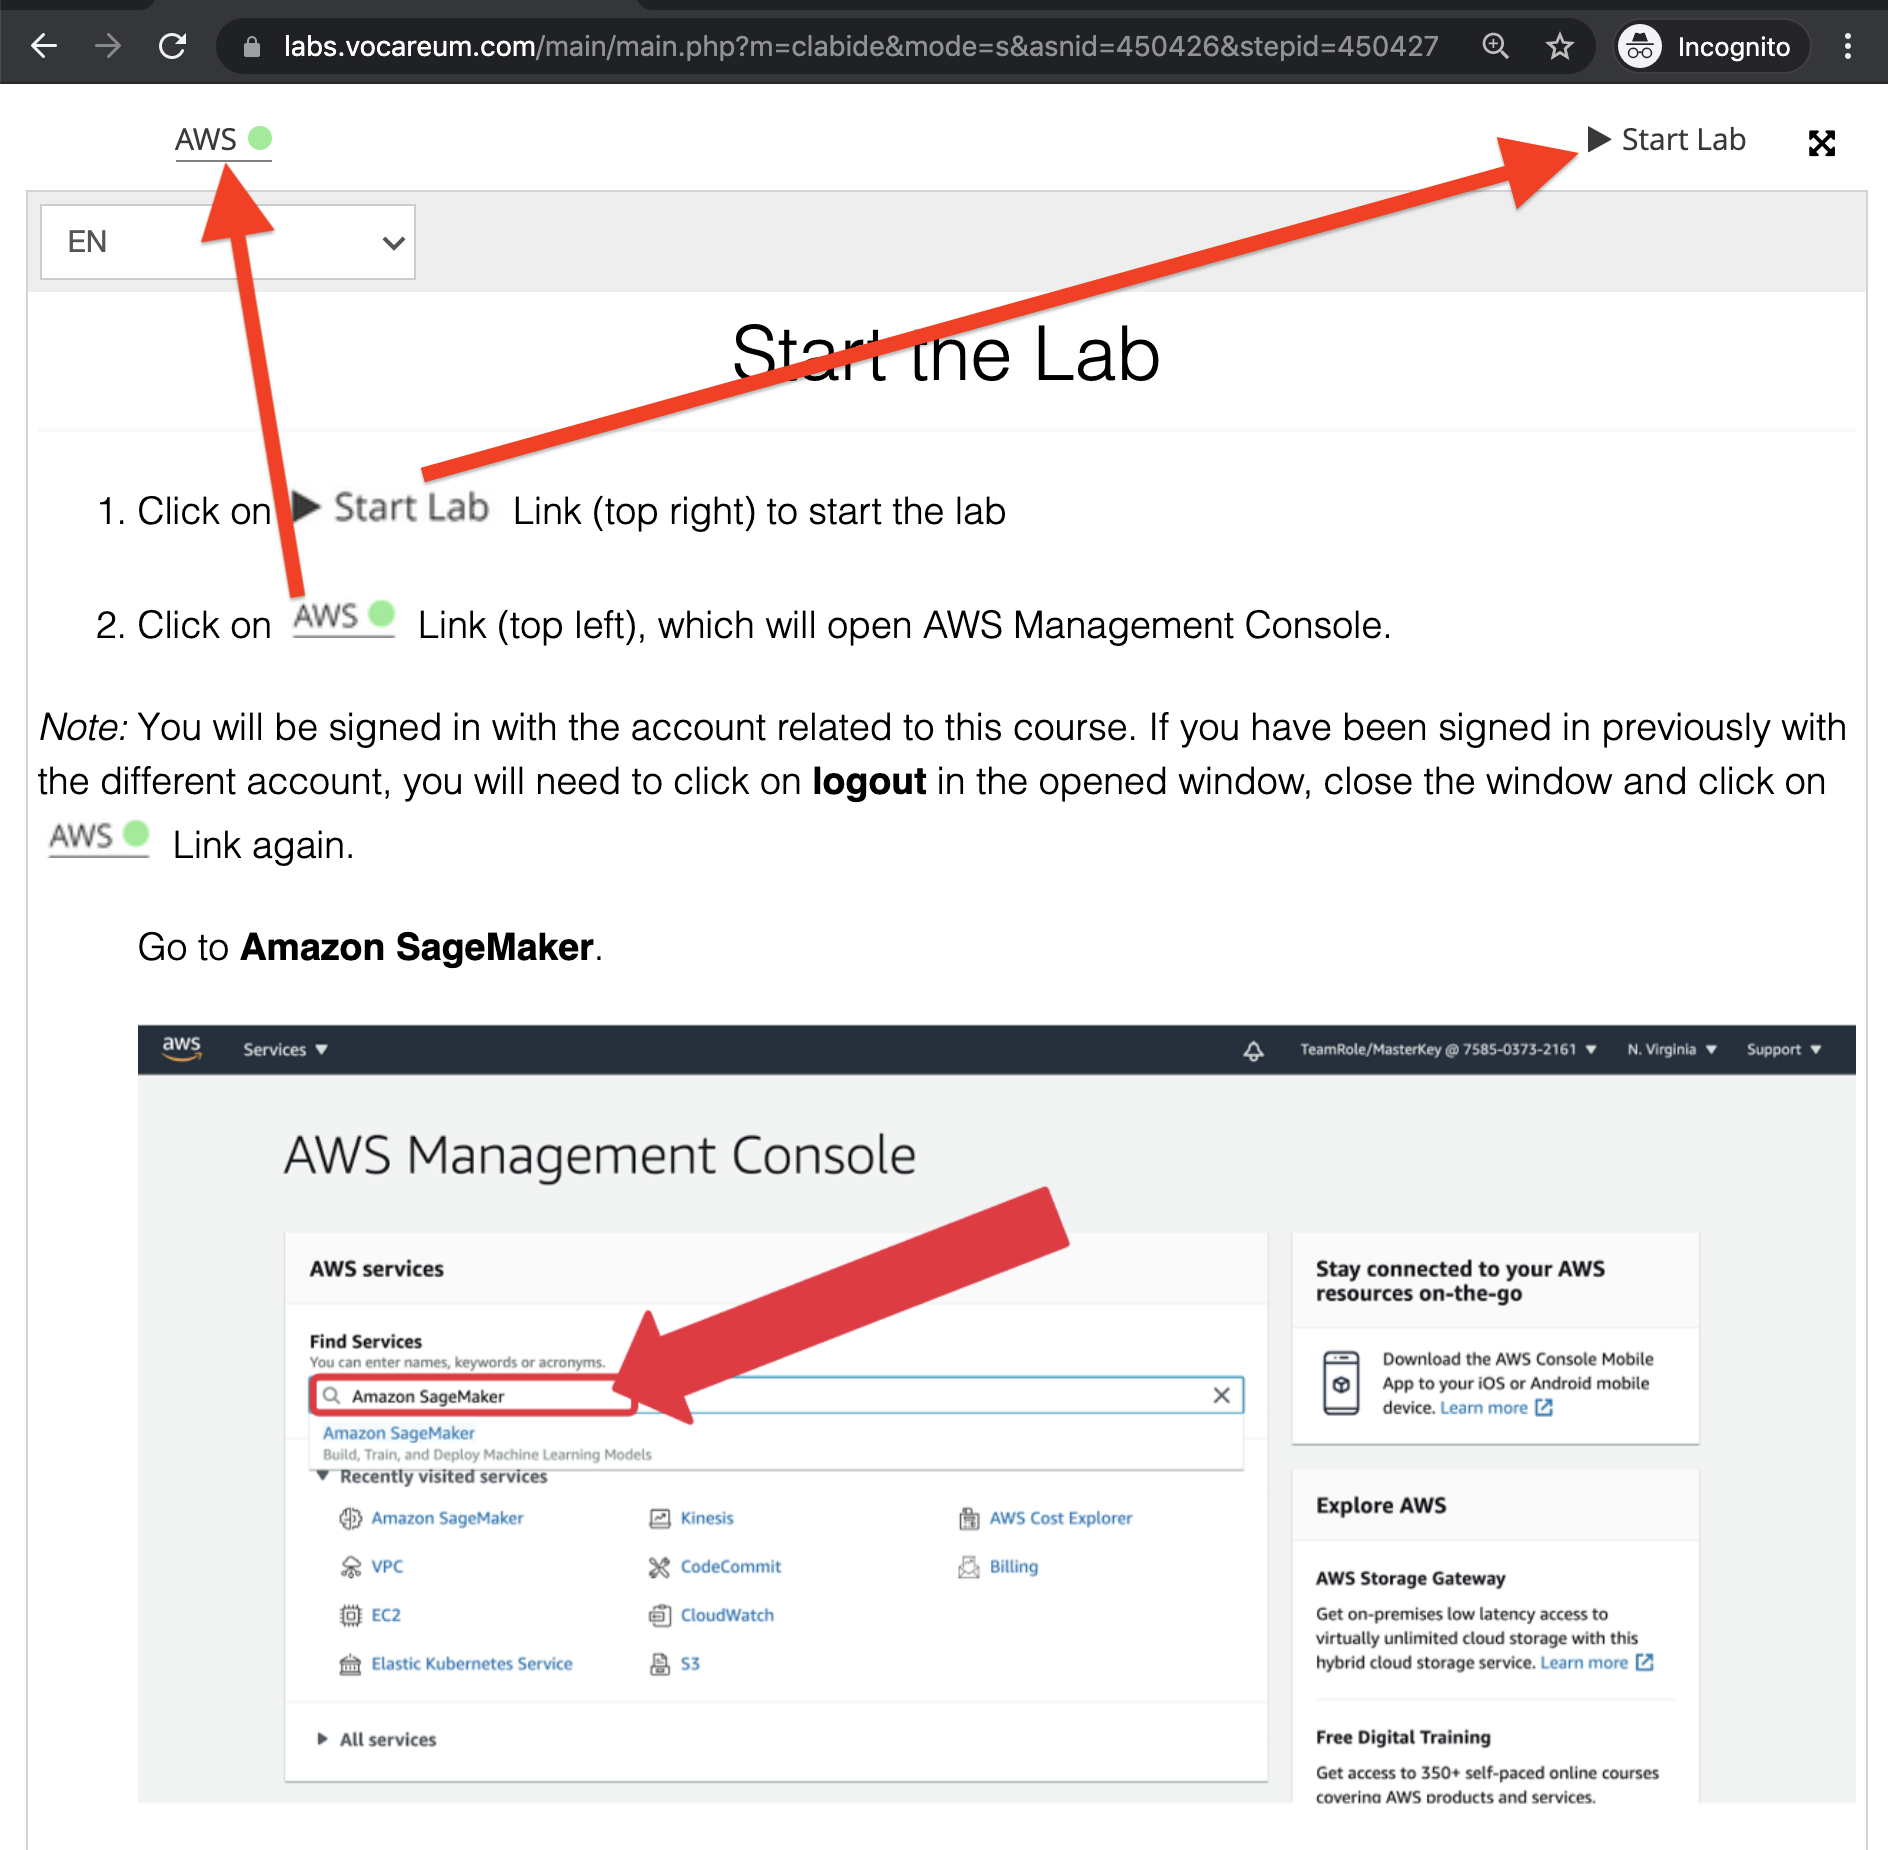 labs.vocareum.com/main/main.php?m=clabide&mode=s&asnid=450426&stepid=450427
Incognito
AWS
Start Lab
EN
Start the Lab
1. Click on Start Lab Link (top right) to start the lab
2. Click on AWS Link (top left), which will open AWS Management Console.
Note: You will be signed in with the account related to this course. If you have been signed in previously with
the different account, you will need to click on logout in the opened window, close the window and click on
AWS Link again.
Go to Amazon SageMaker.
aws Services TeamRole/MasterKey @ 7585-0373-2161 N. Virginia Support
AWS Management Console
AWS services
Find Services
You can enter names, keywords or acronyms.
Amazon SageMaker
Amazon SageMaker
Build, Train, and Deploy Machine Learning Models
Recently visited services
Amazon SageMaker
Kinesis
AWS Cost Explorer
VPC
CodeCommit
Billing
EC2
CloudWatch
Elastic Kubernetes Service
S3
All services
Stay connected to your AWS
resources on-the-go
Download the AWS Console Mobile
App to your iOS or Android mobile
device. Learn more
Explore AWS
AWS Storage Gateway
Get on-premises low latency access to
virtually unlimited cloud storage with this
hybrid cloud storage service. Learn more
Free Digital Training
Get access to 350+ self-paced online courses
covering AWS products and services.